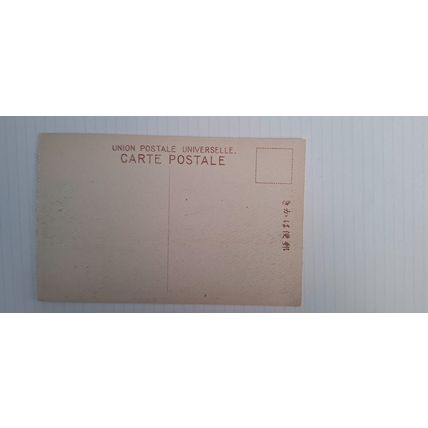 UNION POSTALE UNIVERSELLE.
CARTE POSTALE
郵便はかき